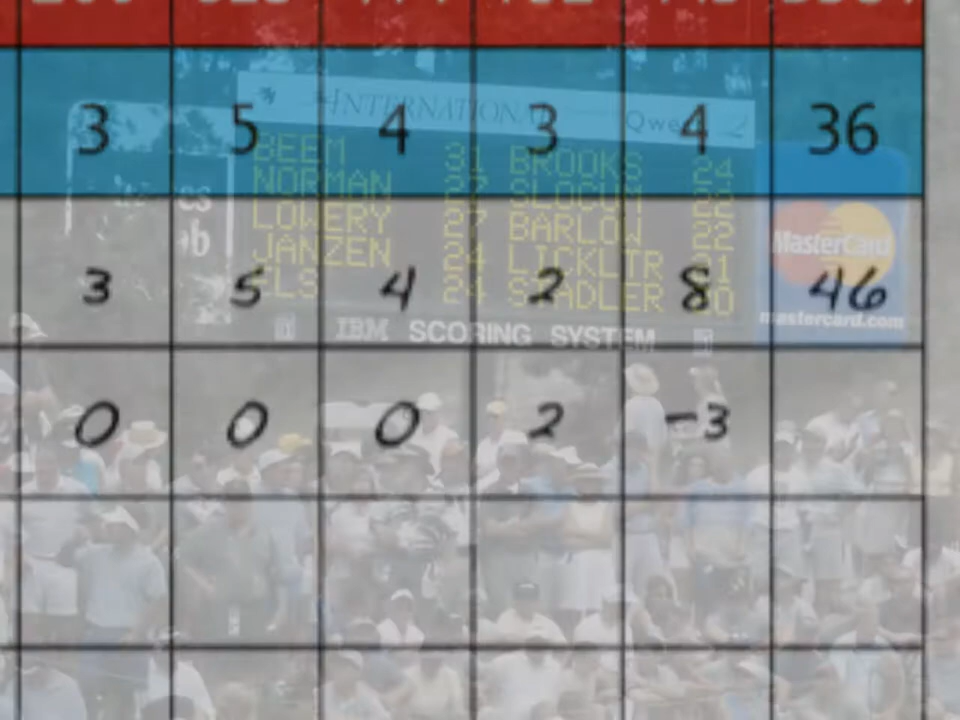 3 5 4 3 4 36
INTERNATIONAL Qwe
BEEM 31 BROOKS 24
NORMAN 27 SLOCUM 22
LOWERY 27 BARLOW 22
JANZEN 24 LICKLTR 21
ELS 24 STADLER 20
MasterCard
mastercard.com
3 5 4 2 8 46
IBM SCORING SYSTEM
0 0 0 2 -3